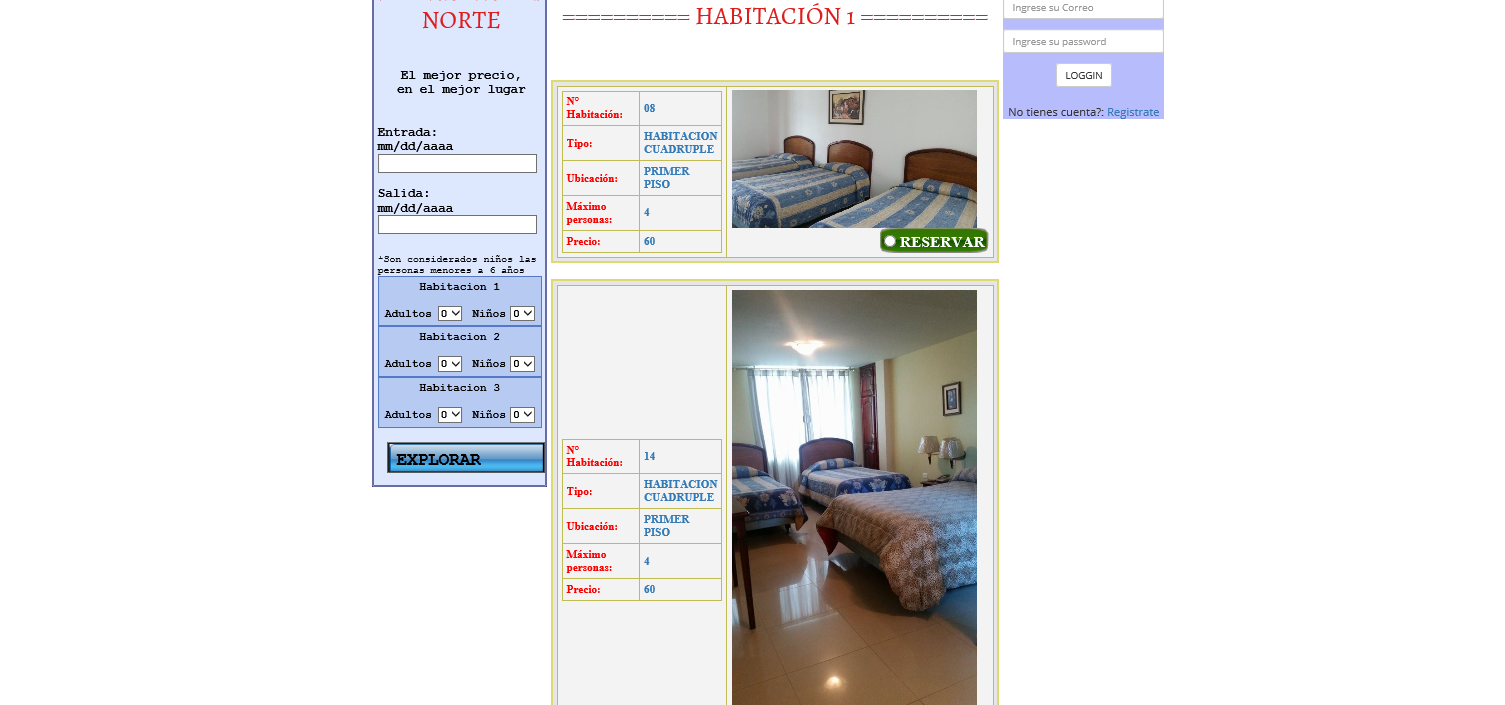 NORTE
El mejor precio,
en el mejor lugar
Entrada:
mm/dd/aaaa
Salida:
mm/dd/aaaa
*Son considerados niños las
personas menores a 6 años
Habitacion 1
Adultos 0 Niños 0
Habitacion 2
Adultos 0 Niños 0
Habitacion 3
Adultos 0 Niños 0
EXPLORAR
========== HABITACIÓN 1 ==========
N°
Habitación:
08
Tipo:
HABITACION
CUADRUPLE
Ubicación:
PRIMER
PISO
Máximo
personas:
4
Precio:
60
RESERVAR
N°
Habitación:
14
Tipo:
HABITACION
CUADRUPLE
Ubicación:
PRIMER
PISO
Máximo
personas:
4
Precio:
60
Ingrese su Correo
Ingrese su password
LOGGIN
No tienes cuenta?: Registrate